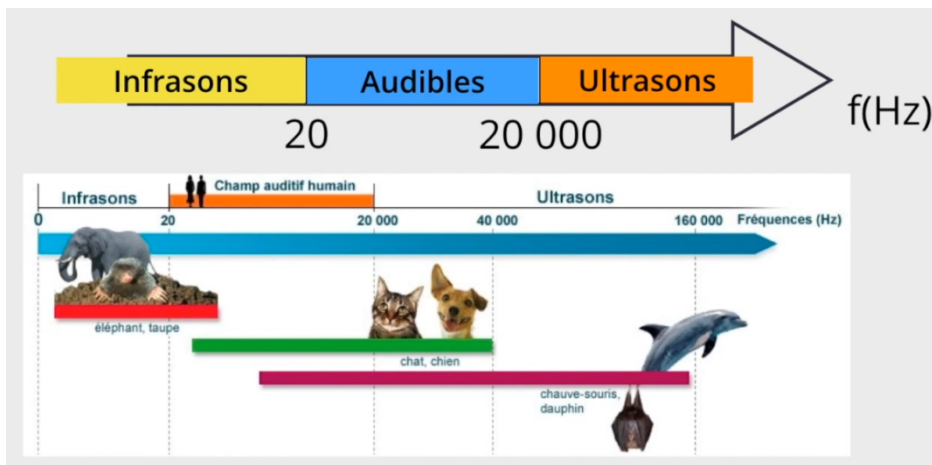 Infrasons Audibles Ultrasons
20 20 000 f(Hz)
Infrasons Champ auditif humain Ultrasons
0 20 20 000 40 000 160 000 Fréquences (Hz)
éléphant, taupe
chat, chien
chauve-souris,
dauphin